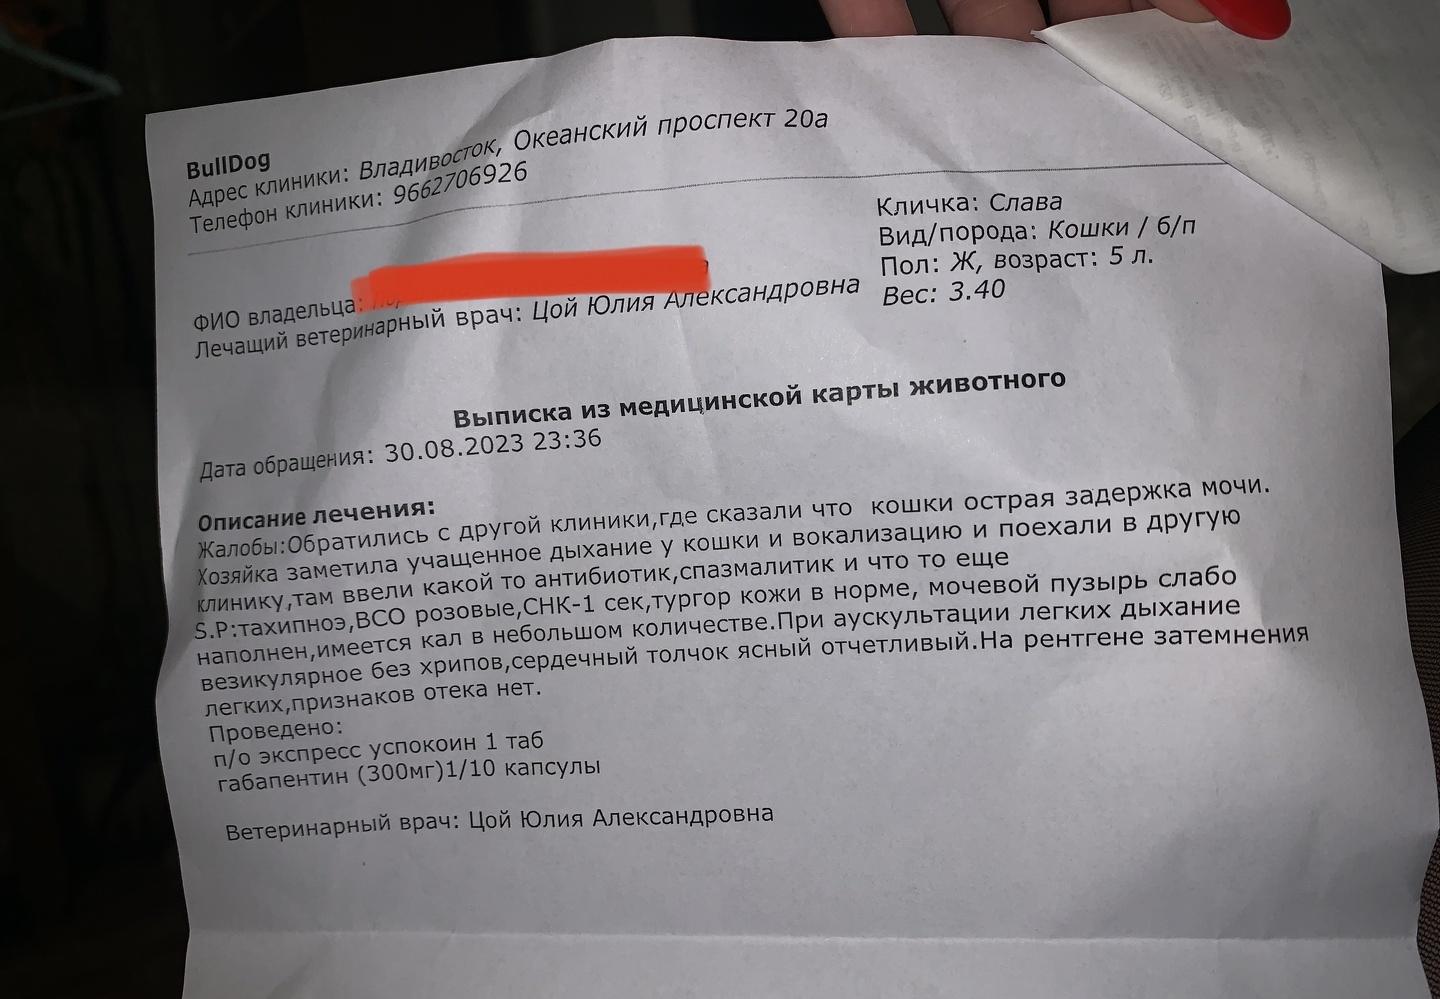 BullDog
Адрес клиники: Владивосток, Океанский проспект 20а
Телефон клиники: 9662706926
ФИО владельца:
Лечащий ветеринарный врач: Цой Юлия Александровна
Кличка: Слава
Вид/порода: Кошки / б/п
Пол: Ж, возраст: 5 л.
Вес: 3.40
Выписка из медицинской карты животного
Дата обращения: 30.08.2023 23:36
Описание лечения:
Жалобы:Обратились с другой клиники,где сказали что кошки острая задержка мочи.
Хозяйка заметила учащенное дыхание у кошки и вокализацию и поехали в другую
клинику,там ввели какой то антибиотик,спазмалитик и что то еще
S.P:тахипноэ,ВСО розовые,СНК-1 сек,тургор кожи в норме, мочевой пузырь слабо
наполнен,имеется кал в небольшом количестве.При аускультации легких дыхание
везикулярное без хрипов,сердечный толчок ясный отчетливый.На рентгене затемнения
легких,признаков отека нет.
Проведено:
п/о экспресс успокоин 1 таб
габапентин (300мг)1/10 капсулы
Ветеринарный врач: Цой Юлия Александровна